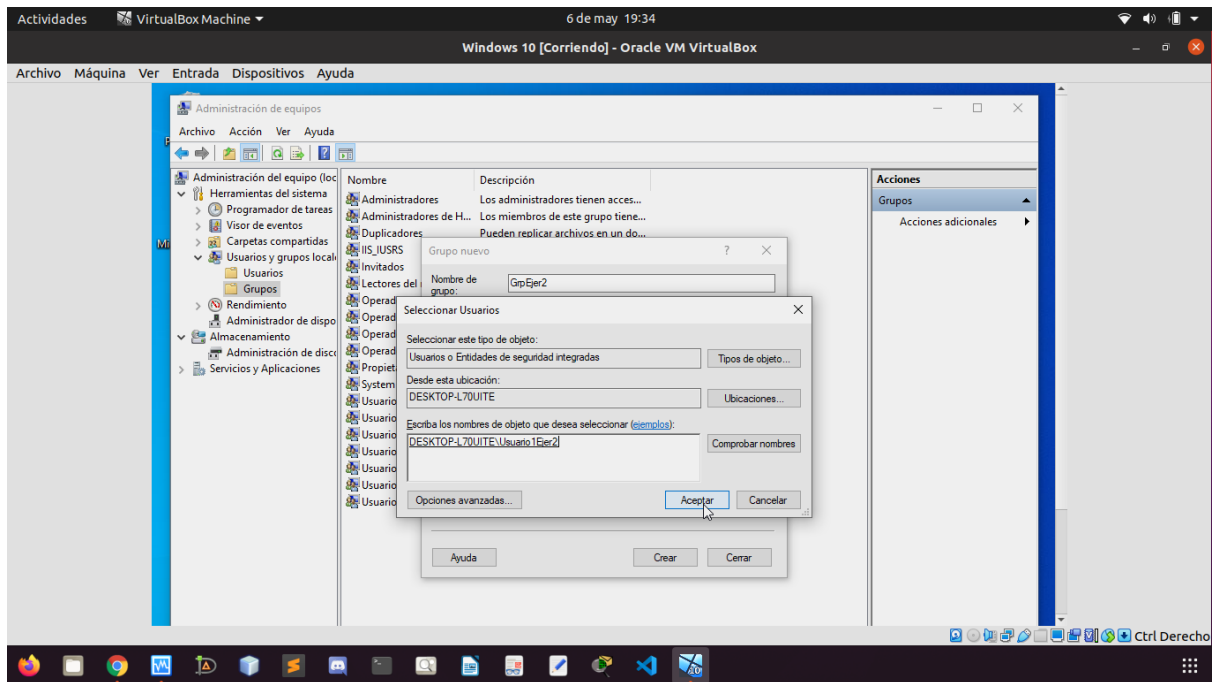 Actividades VirtualBox Machine 6 de may 19:34
Windows 10 [Corriendo] - Oracle VM VirtualBox
Archivo Máquina Ver Entrada Dispositivos Ayuda
Administración de equipos
Archivo Acción Ver Ayuda
Administración del equipo (loc
Herramientas del sistema
Programador de tareas
Visor de eventos
Carpetas compartidas
Usuarios y grupos local
Usuarios
Grupos
Rendimiento
Administrador de dispo
Almacenamiento
Administración de disco
Servicios y Aplicaciones
Nombre Descripción
Administradores Los administradores tienen acces...
Administradores de H... Los miembros de este grupo tiene...
Duplicadores Pueden replicar archivos en un do...
IIS_IUSRS
Invitados
Lectores del
Operad
Operad
Operad
Operad
Propiet
System
Usuario
Usuario
Usuario
Usuario
Usuario
Usuario
Usuario
Grupo nuevo ?
Nombre de grupo: GrpEjer2
Seleccionar Usuarios
Seleccionar este tipo de objeto:
Usuarios o Entidades de seguridad integradas Tipos de objeto...
Desde esta ubicación:
DESKTOP-L70UITE Ubicaciones...
Escriba los nombres de objeto que desea seleccionar (ejemplos):
DESKTOP-L70UITE\Usuario1Ejer2 Comprobar nombres
Opciones avanzadas... Aceptar Cancelar
Ayuda Crear Cerrar
Acciones
Grupos
Acciones adicionales
Ctrl Derecho